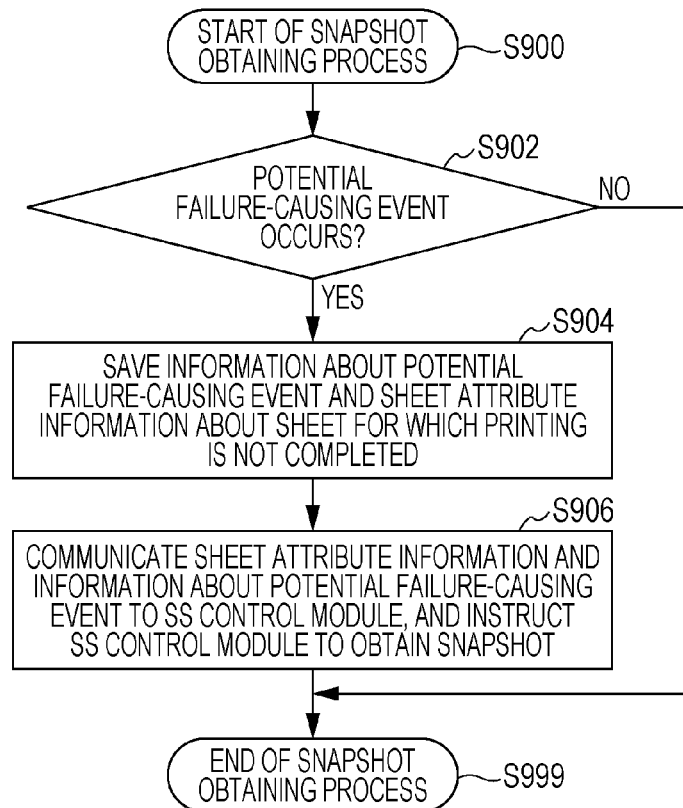 START OF SNAPSHOT
OBTAINING PROCESS
S900
S902
POTENTIAL
FAILURE-CAUSING EVENT
OCCURS?
NO
YES
S904
SAVE INFORMATION ABOUT POTENTIAL
FAILURE-CAUSING EVENT AND SHEET ATTRIBUTE
INFORMATION ABOUT SHEET FOR WHICH PRINTING
IS NOT COMPLETED
S906
COMMUNICATE SHEET ATTRIBUTE INFORMATION AND
INFORMATION ABOUT POTENTIAL FAILURE-CAUSING
EVENT TO SS CONTROL MODULE, AND INSTRUCT
SS CONTROL MODULE TO OBTAIN SNAPSHOT
END OF SNAPSHOT
OBTAINING PROCESS
S999